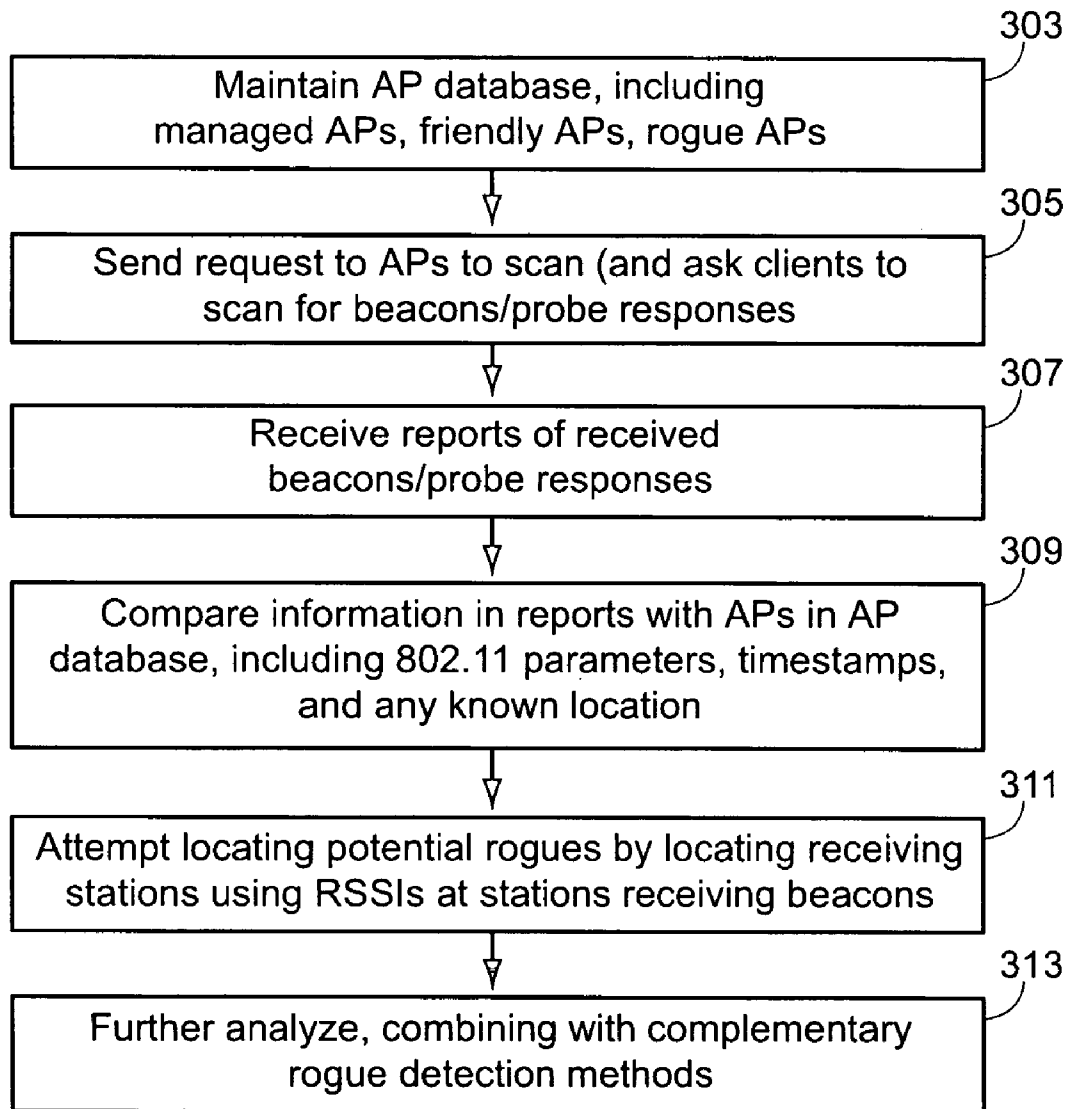 303
Maintain AP database, including
managed APs, friendly APs, rogue APs
305
Send request to APs to scan (and ask clients to
scan for beacons/probe responses
307
Receive reports of received
beacons/probe responses
309
Compare information in reports with APs in AP
database, including 802.11 parameters, timestamps,
and any known location
311
Attempt locating potential rogues by locating receiving
stations using RSSIs at stations receiving beacons
313
Further analyze, combining with complementary
rogue detection methods